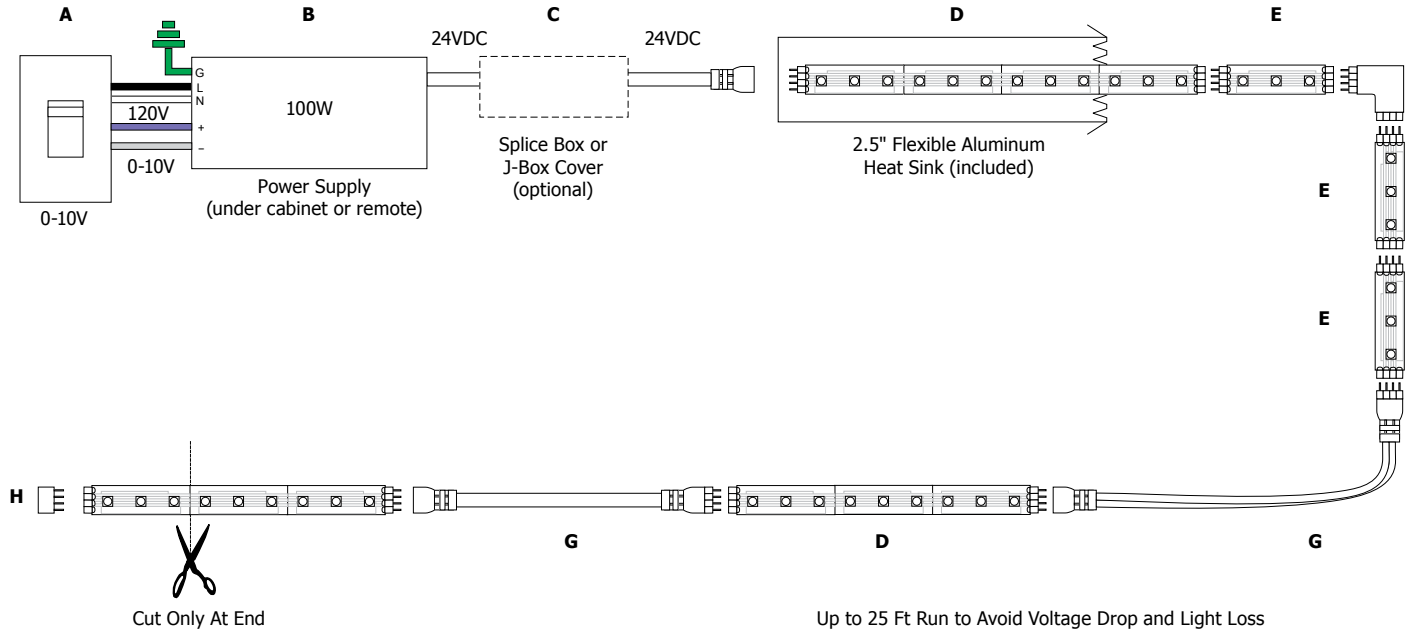 A
B
C
D
E
24VDC
24VDC
G
L
N
120V
+
−
0-10V
0-10V
100W
Power Supply
(under cabinet or remote)
Splice Box or
J-Box Cover
(optional)
2.5" Flexible Aluminum
Heat Sink (included)
E
E
H
G
D
G
Cut Only At End
Up to 25 Ft Run to Avoid Voltage Drop and Light Loss